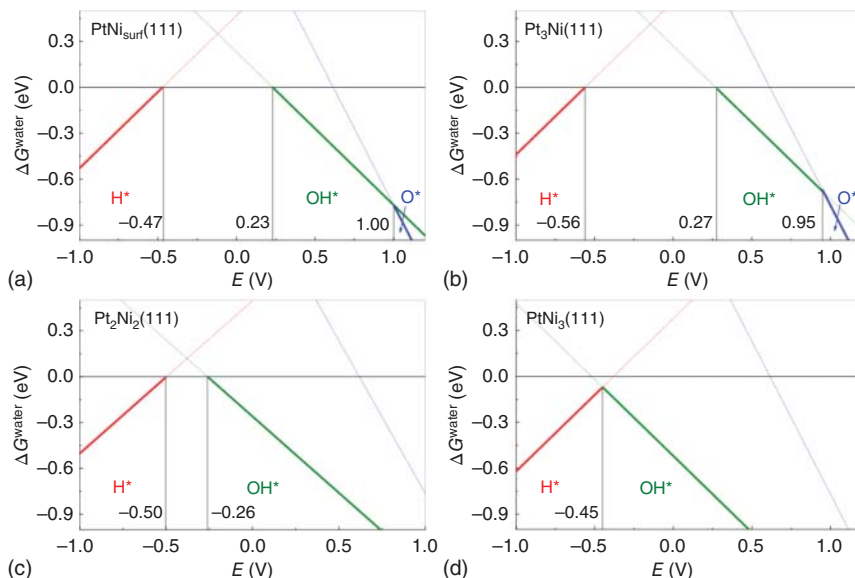 PtNi_surf(111)
ΔG^water (eV)
0.3
0.0
−0.3
−0.6
−0.9
H*
OH*
O*
−0.47
0.23
1.00
−1.0
−0.5
0.0
0.5
1.0
E (V)
(a)
Pt₃Ni(111)
ΔG^water (eV)
0.3
0.0
−0.3
−0.6
−0.9
H*
OH*
O*
−0.56
0.27
0.95
−1.0
−0.5
0.0
0.5
1.0
E (V)
(b)
Pt₂Ni₂(111)
ΔG^water (eV)
0.3
0.0
−0.3
−0.6
−0.9
H*
OH*
−0.50
−0.26
−1.0
−0.5
0.0
0.5
1.0
E (V)
(c)
PtNi₃(111)
ΔG^water (eV)
0.3
0.0
−0.3
−0.6
−0.9
H*
OH*
−0.45
−1.0
−0.5
0.0
0.5
1.0
E (V)
(d)